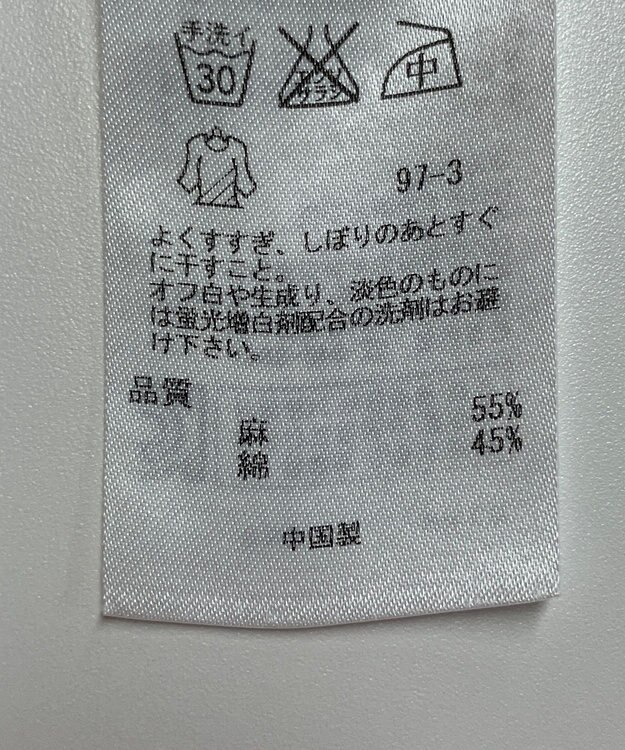 手洗イ
30
エンソ
サラシ
中
97-3
よくすすぎ、しぼりのあとすぐ
に干すこと。
オフ白や生成り、淡色のものに
は蛍光増白剤配合の洗剤はお避
け下さい。
品質
麻 55%
綿 45%
中国製